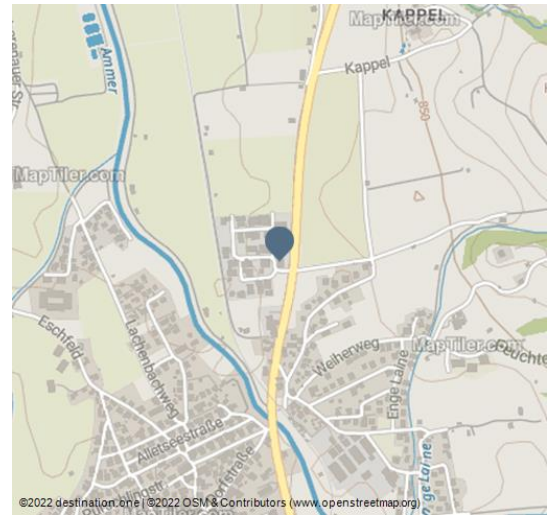 KAPPEL
MapTiler.com
Kappel
Ammer
850
MapTiler.com
Eschfeld
Lachenbachweg
Weiherweg
MapTiler.com
Enge Laine
Alletseestraße
©2022 destination.one | ©2022 OSM & Contributors (www.openstreetmap.org)